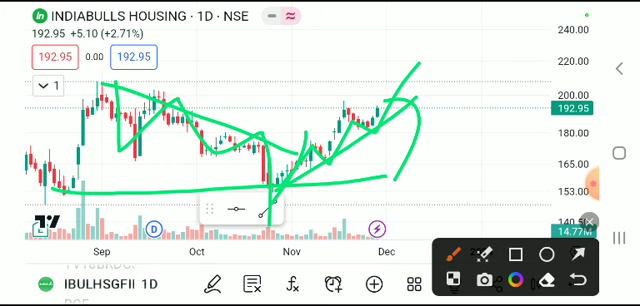 INDIABULLS HOUSING · 1D · NSE
192.95 +5.10 (+2.71%)
192.95 0.00 192.95
1
240.00
220.00
200.00
192.95
180.00
165.00
153.00
14.77M
Sep Oct Nov Dec
D
IBULHSGFII 1D